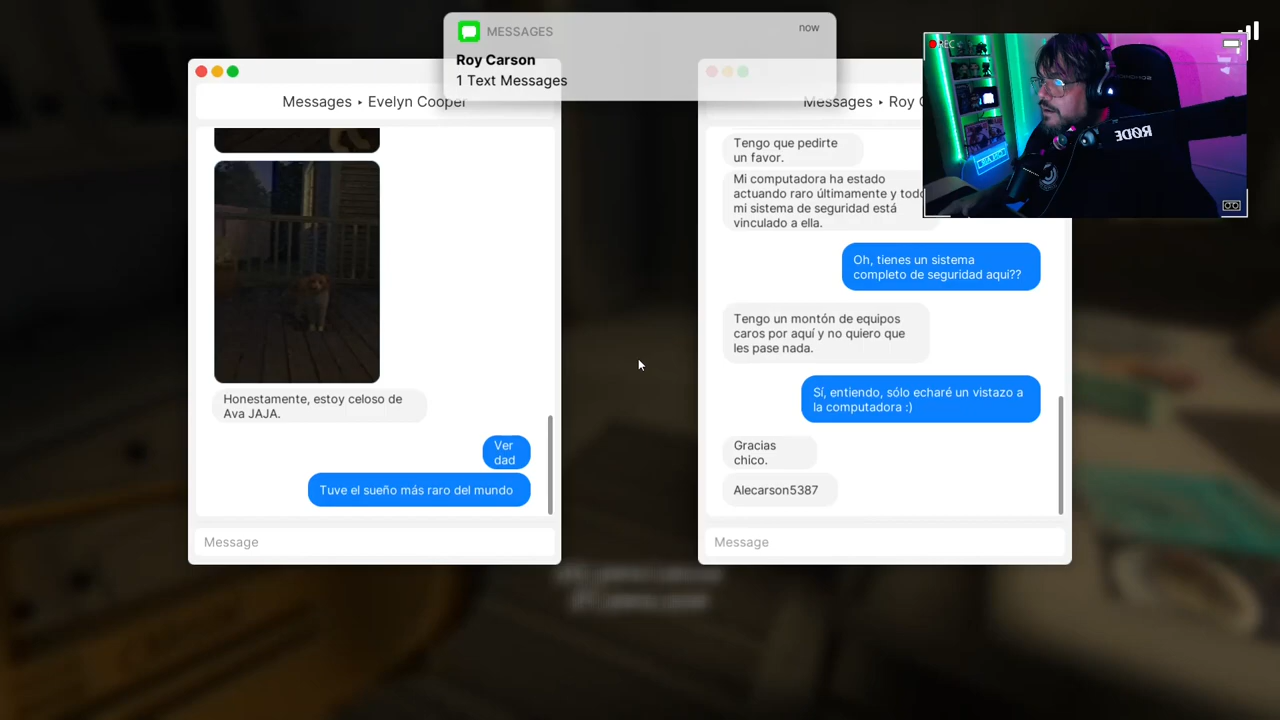 MESSAGES
now
Roy Carson
1 Text Messages
Messages ‣ Evelyn Cooper
Honestamente, estoy celoso de
Ava JAJA.
Ver
dad
Tuve el sueño más raro del mundo
Message
Messages ‣ Roy
Tengo que pedirte
un favor.
Mi computadora ha estado
actuando raro últimamente y todo
mi sistema de seguridad está
vinculado a ella.
Oh, tienes un sistema
completo de seguridad aqui??
Tengo un montón de equipos
caros por aquí y no quiero que
les pase nada.
Sí, entiendo, sólo echaré un vistazo a
la computadora :)
Gracias
chico.
Alecarson5387
Message
REC
RØDE